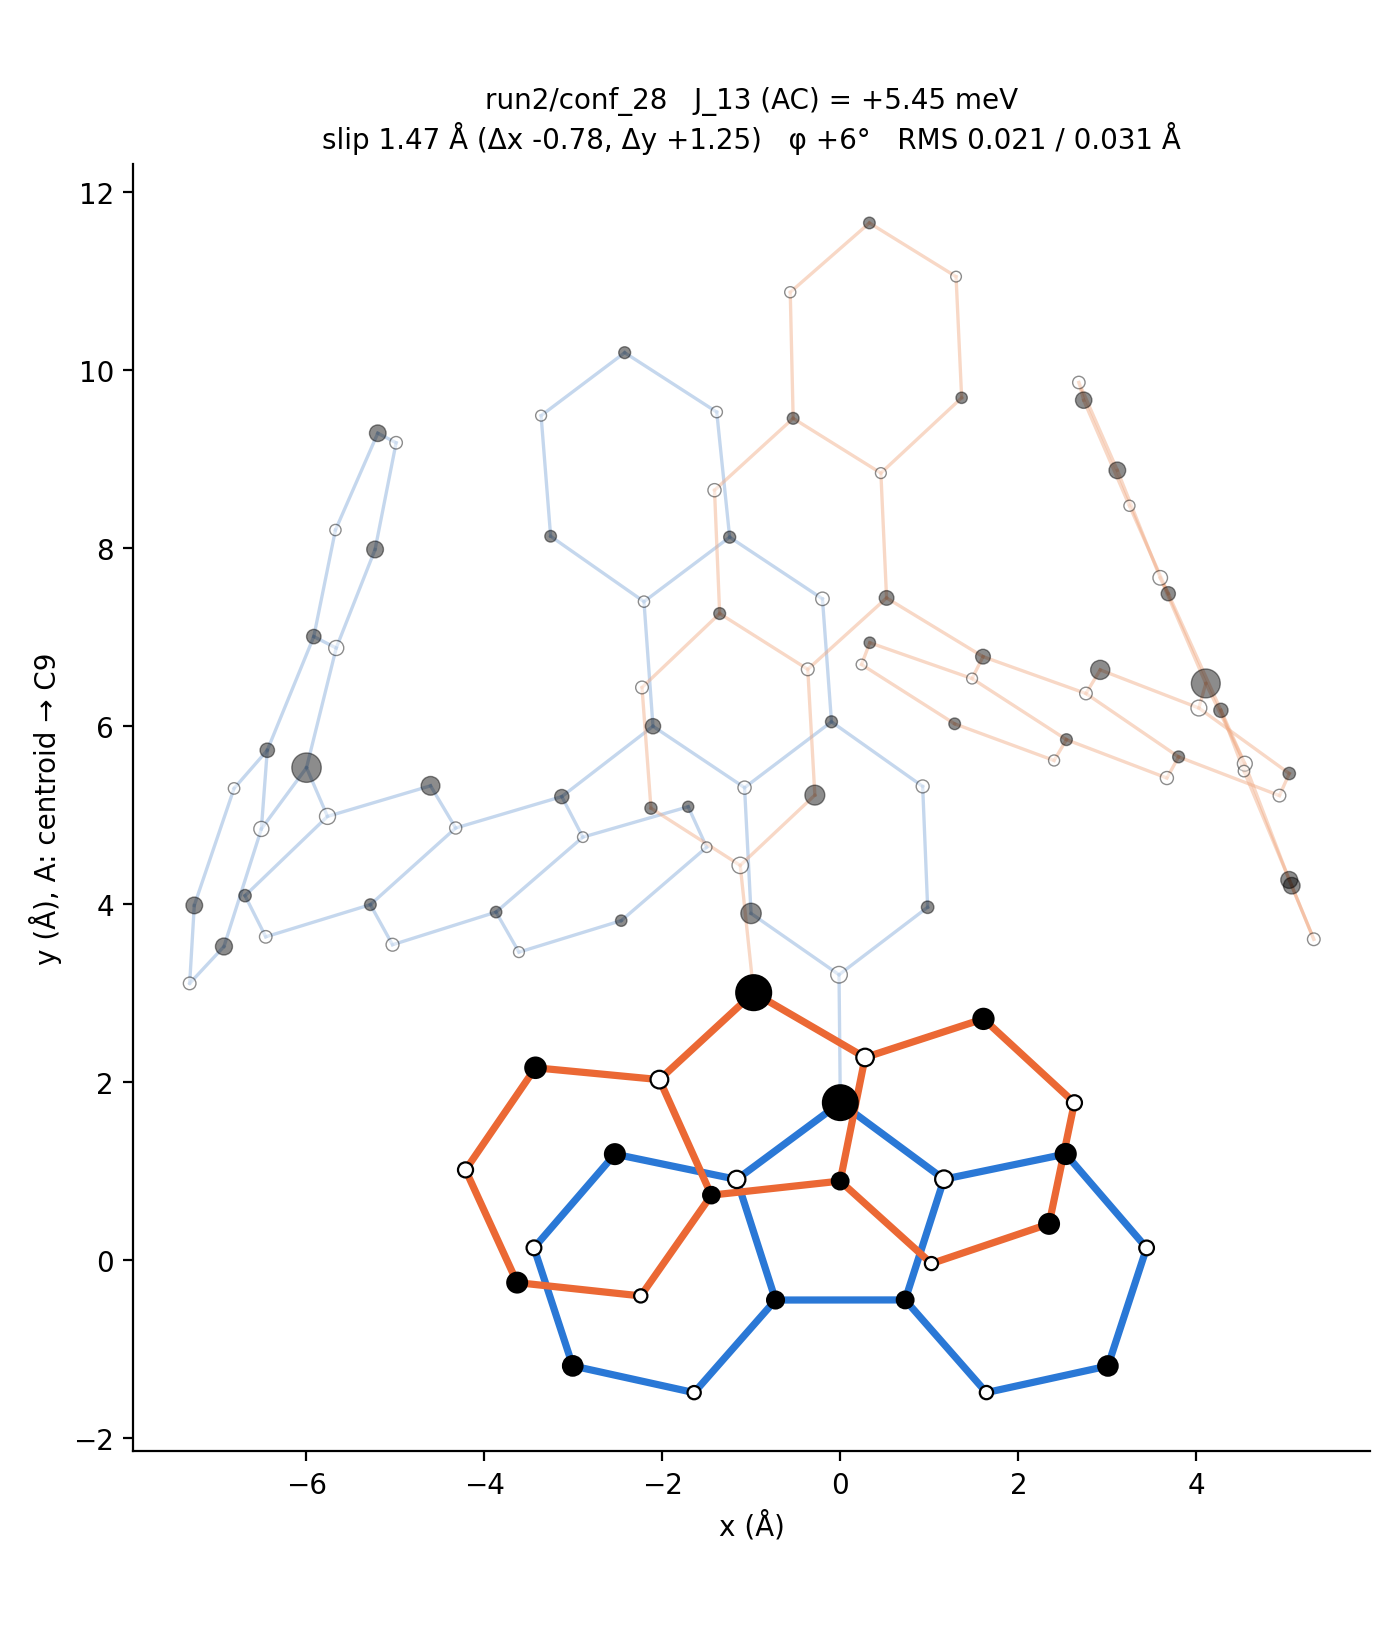 run2/conf_28   J_13 (AC) = +5.45 meV
slip 1.47 Å (Δx -0.78, Δy +1.25)   φ +6°   RMS 0.021 / 0.031 Å
12
10
8
6
4
2
0
−2
y (Å), A: centroid → C9
−6 −4 −2 0 2 4
x (Å)